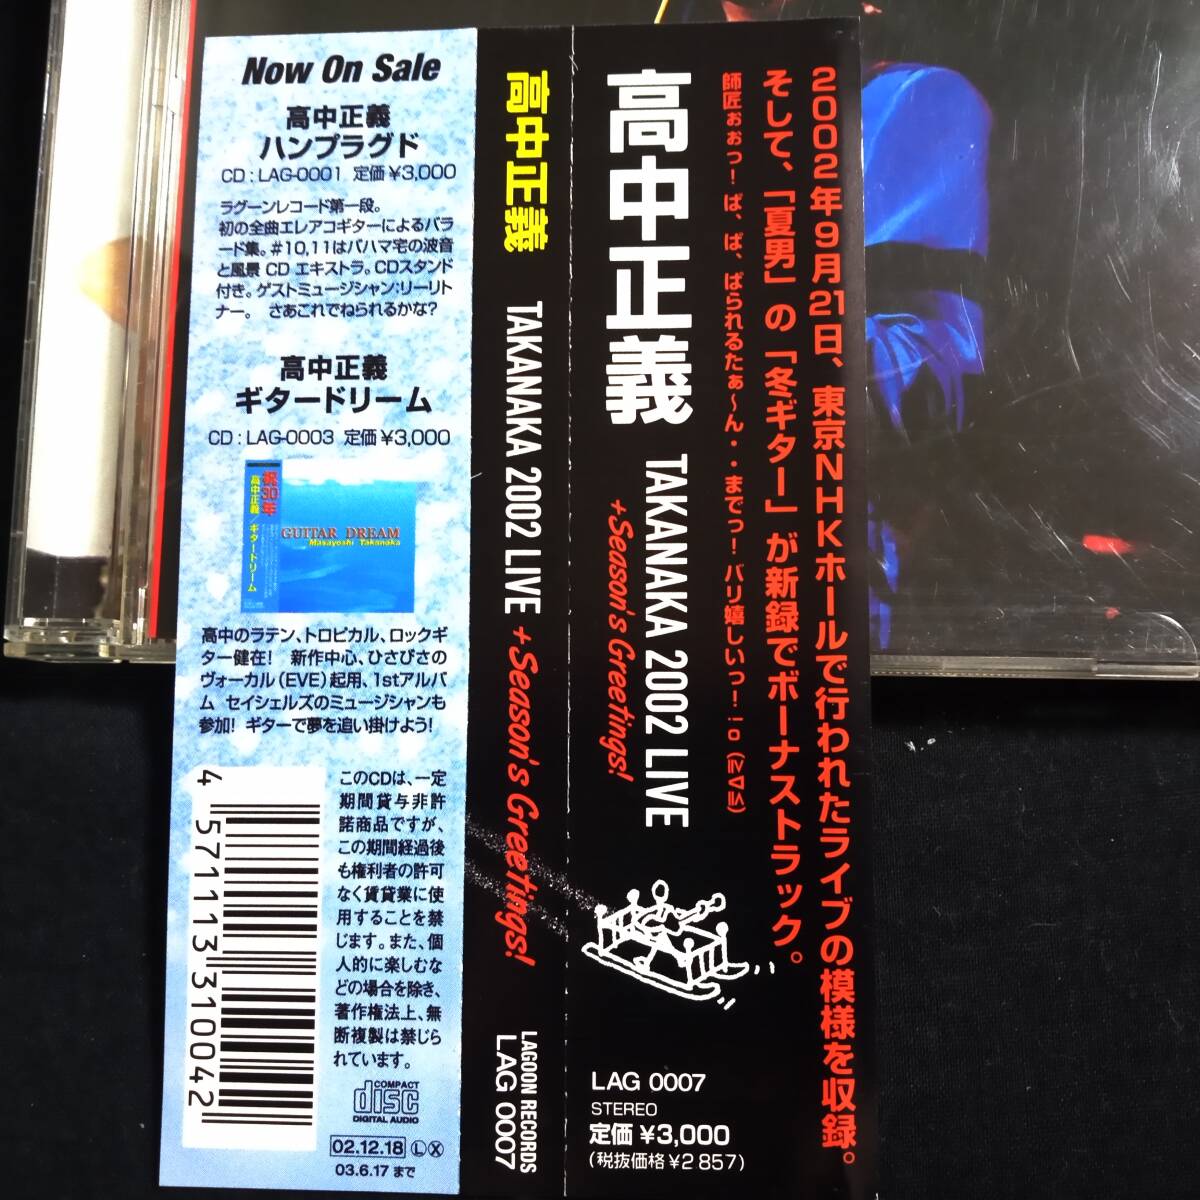 Now On Sale
高中正義
ハンプラグド
CD : LAG-0001 定価¥3,000
ラグーンレコード第一段。
初の全曲エレアコギターによるバラ
ード集。#10,11はバハマ宅の波音
と風景 CD エキストラ。CDスタンド
付き。ゲストミュージシャン:リーリト
ナー。 さあこれでねられるかな?
高中正義
ギタードリーム
CD : LAG-0003 定価¥3,000
祝30年
高中正義/ギタードリーム
GUITAR DREAM
Masayoshi Takanaka
高中のラテン、トロピカル、ロックギ
ター健在! 新作中心、ひさびさの
ヴォーカル(EVE)起用、1stアルバ
ム セイシェルズのミュージシャンも
参加! ギターで夢を追い掛けよう!
4 571113 310042
このCDは、一定
期間貸与非許
諾商品ですが、
この期間経過後
も権利者の許可
なく賃貸業に使
用することを禁
じます。また、個
人的に楽しむな
どの場合を除き、
著作権法上、無
断複製は禁じら
れています。
COMPACT
disc
DIGITAL AUDIO
02.12.18 L X
03.6.17 まで
高中正義 TAKANAKA 2002 LIVE +Season's Greetings!
LAGOON RECORDS
LAG 0007
高中正義 TAKANAKA 2002 LIVE
+Season's Greetings!
師匠ぉぉっ! ぱ、ぱ、ぱられるたぁ〜ん・・までっ! バリ嬉しいっ! !o (≧∇≦)
そして、「夏男」の「冬ギター」が新録でボーナストラック。
2002年9月21日、東京NHKホールで行われたライブの模様を収録。
LAG 0007
STEREO
定価 ¥3,000
(税抜価格¥2 857)